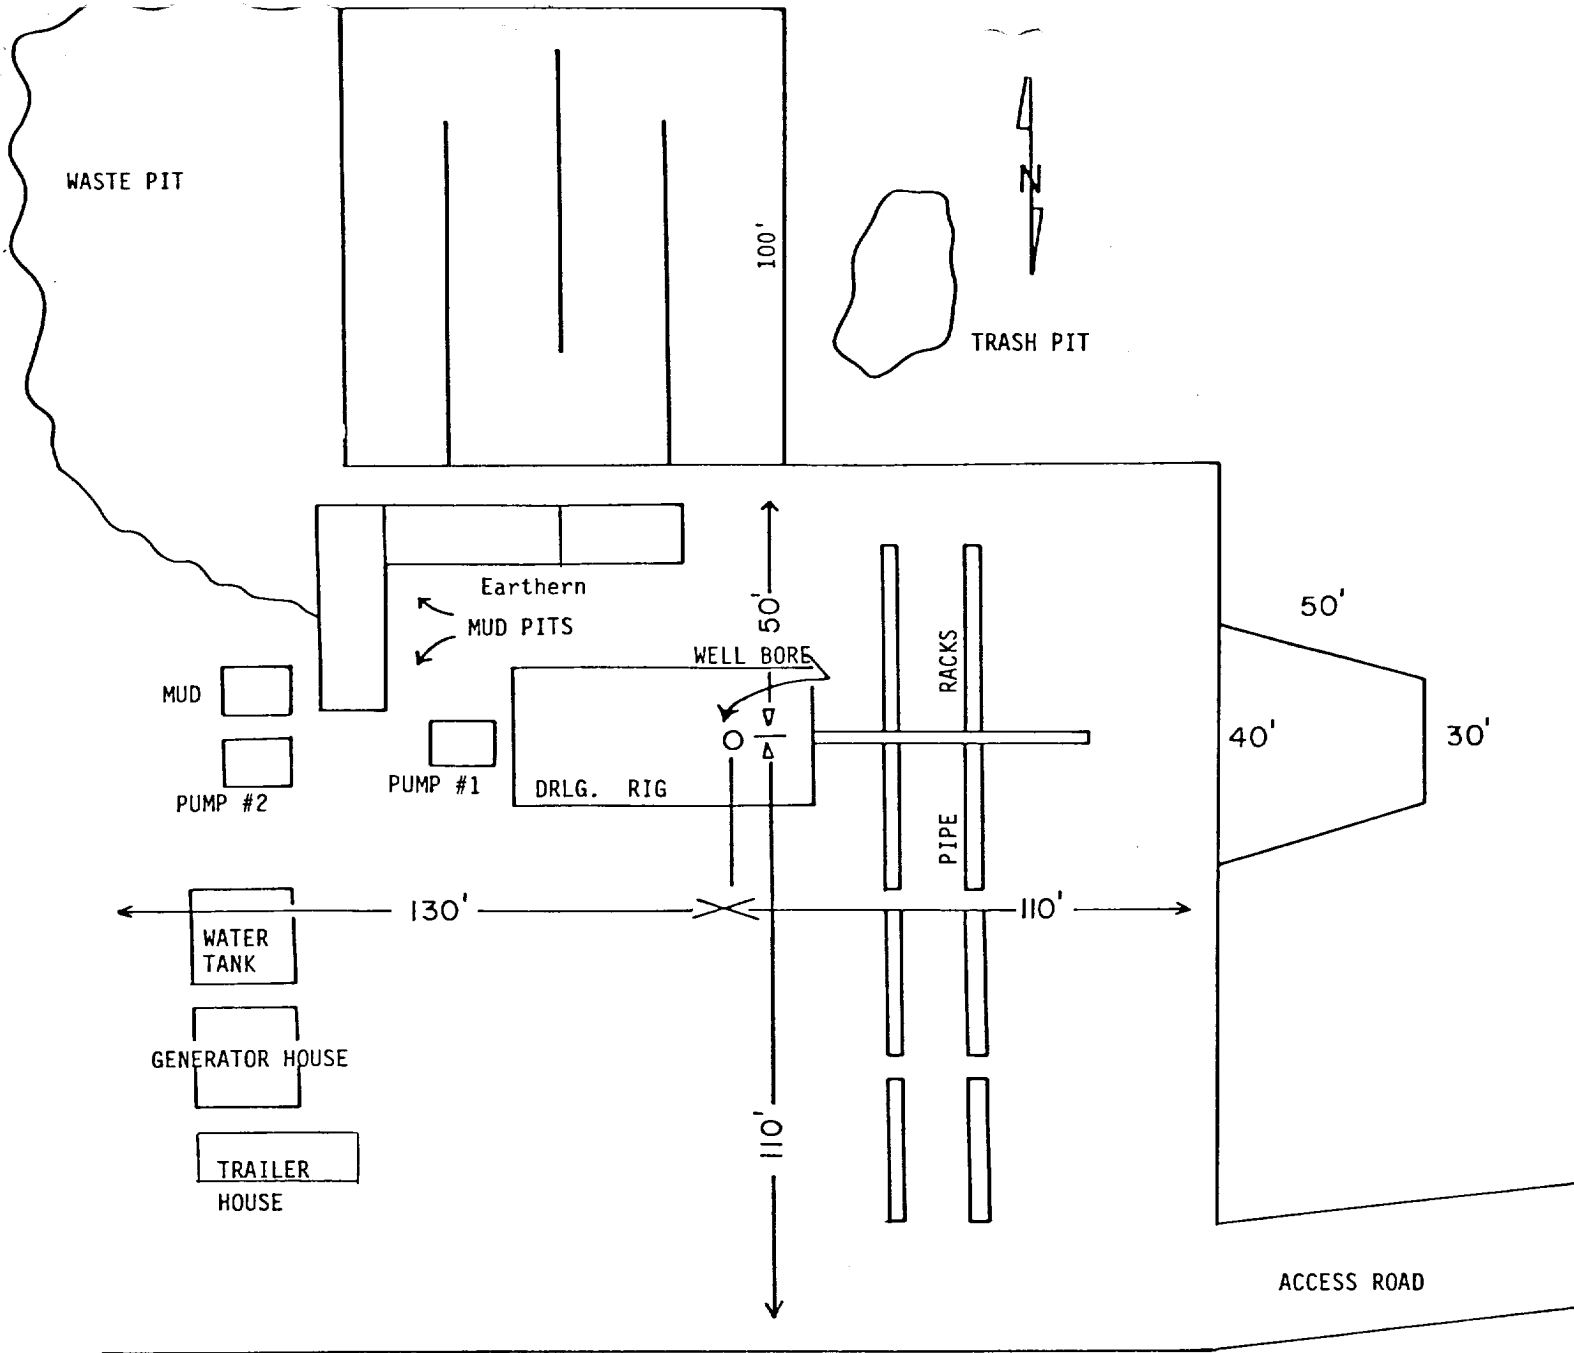 WASTE PIT
100'
N
TRASH PIT
Earthern
MUD PITS
50'
WELL BORE
RACKS
50'
MUD
PUMP #2
PUMP #1
DRLG. RIG
PIPE
40'
30'
130'
110'
WATER
TANK
GENERATOR HOUSE
110'
TRAILER
HOUSE
ACCESS ROAD